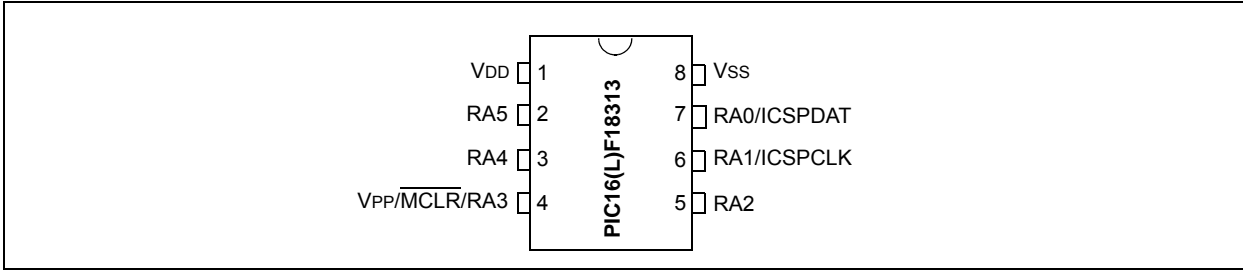 VDD 1 8 VSS
RA5 2 7 RA0/ICSPDAT
RA4 3 6 RA1/ICSPCLK
VPP/MCLR/RA3 4 5 RA2
PIC16(L)F18313